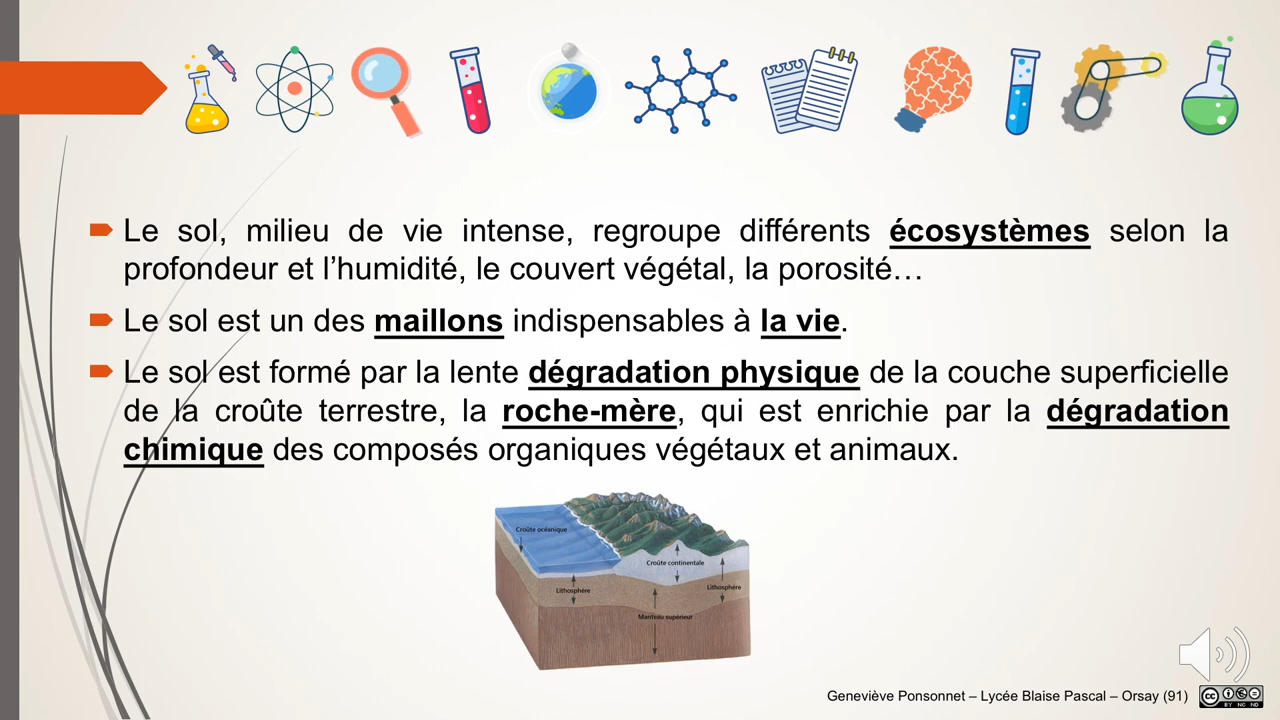 Le sol, milieu de vie intense, regroupe différents écosystèmes selon la
profondeur et l’humidité, le couvert végétal, la porosité…
Le sol est un des maillons indispensables à la vie.
Le sol est formé par la lente dégradation physique de la couche superficielle
de la croûte terrestre, la roche-mère, qui est enrichie par la dégradation
chimique des composés organiques végétaux et animaux.
Croûte océanique
Croûte continentale
Lithosphère
Lithosphère
Manteau supérieur
Geneviève Ponsonnet – Lycée Blaise Pascal – Orsay (91)
cc
BY NC ND